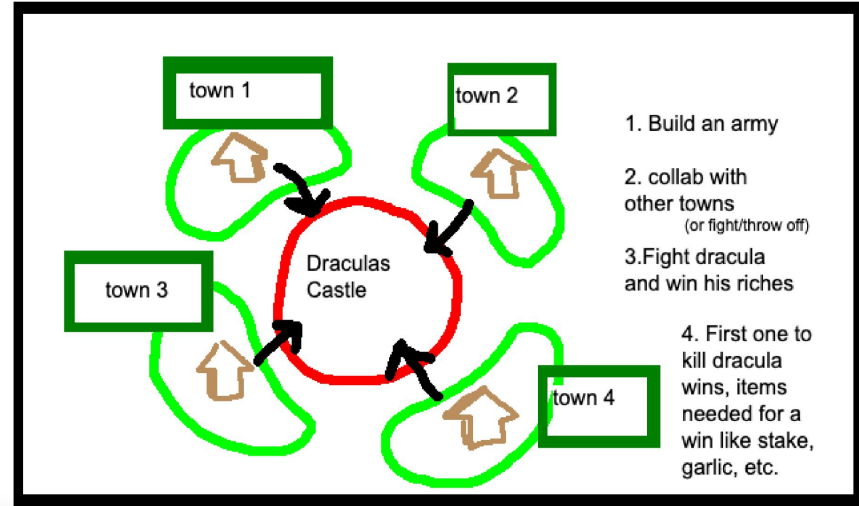 town 1
town 2
town 3
town 4
Draculas
Castle
1. Build an army
2. collab with
other towns
(or fight/throw off)
3.Fight dracula
and win his riches
4. First one to
kill dracula
wins, items
needed for a
win like stake,
garlic, etc.